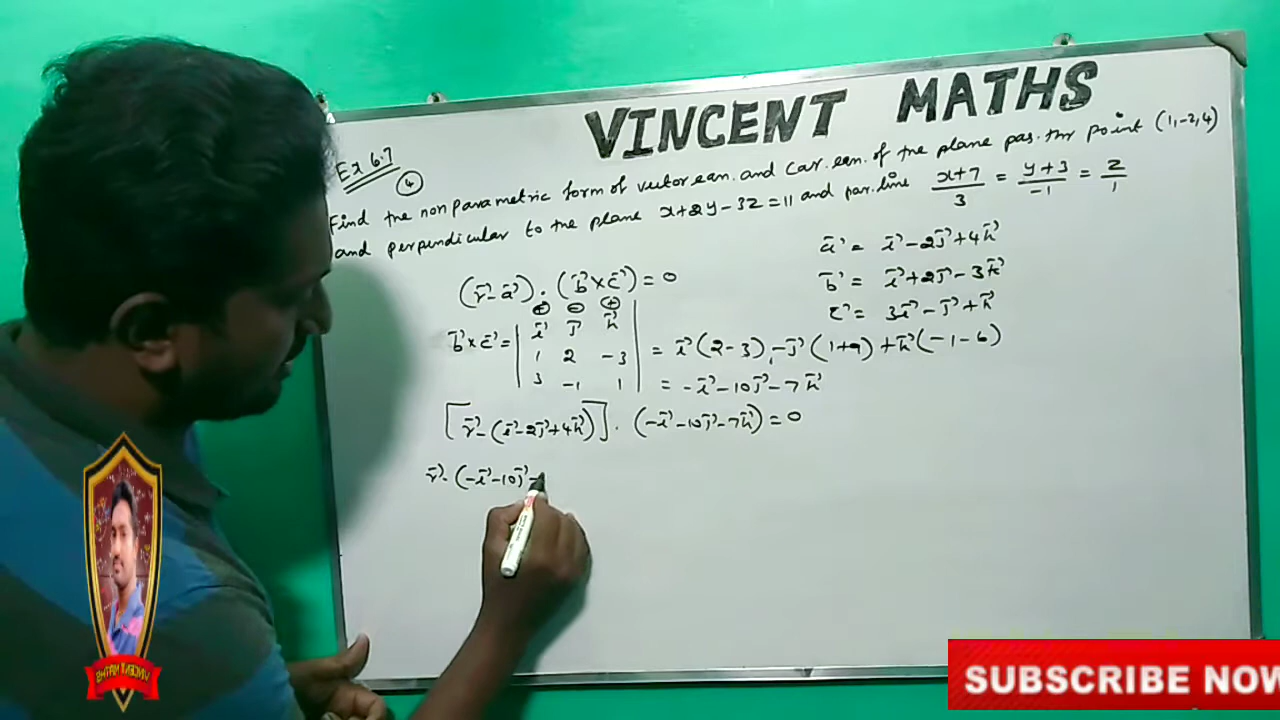 VINCENT MATHS
Ex 6.7
④
Find the non parametric form of vector eqn. and Car. eqn. of the plane pas. thr point (1,-2,4)
and perpendicular to the plane x+2y-3z=11 and par. line x+7/3 = y+3/-1 = z/1
a⃗ = i⃗-2j⃗+4k⃗
(r⃗-a⃗).(b⃗×c⃗)=0
b⃗ = i⃗+2j⃗-3k⃗
c⃗ = 3i⃗-j⃗+k⃗
⊕ ⊖ ⊕
b⃗×c⃗ = | i⃗ j⃗ k⃗ |
| 1 2 -3 | = i⃗(2-3)-j⃗(1+9)+k⃗(-1-6)
| 3 -1 1 | = -i⃗-10j⃗-7k⃗
[r⃗-(i⃗-2j⃗+4k⃗)].(-i⃗-10j⃗-7k⃗)=0
r⃗.(-i⃗-10j⃗-
SUBSCRIBE NOW
VINCENT MATHS